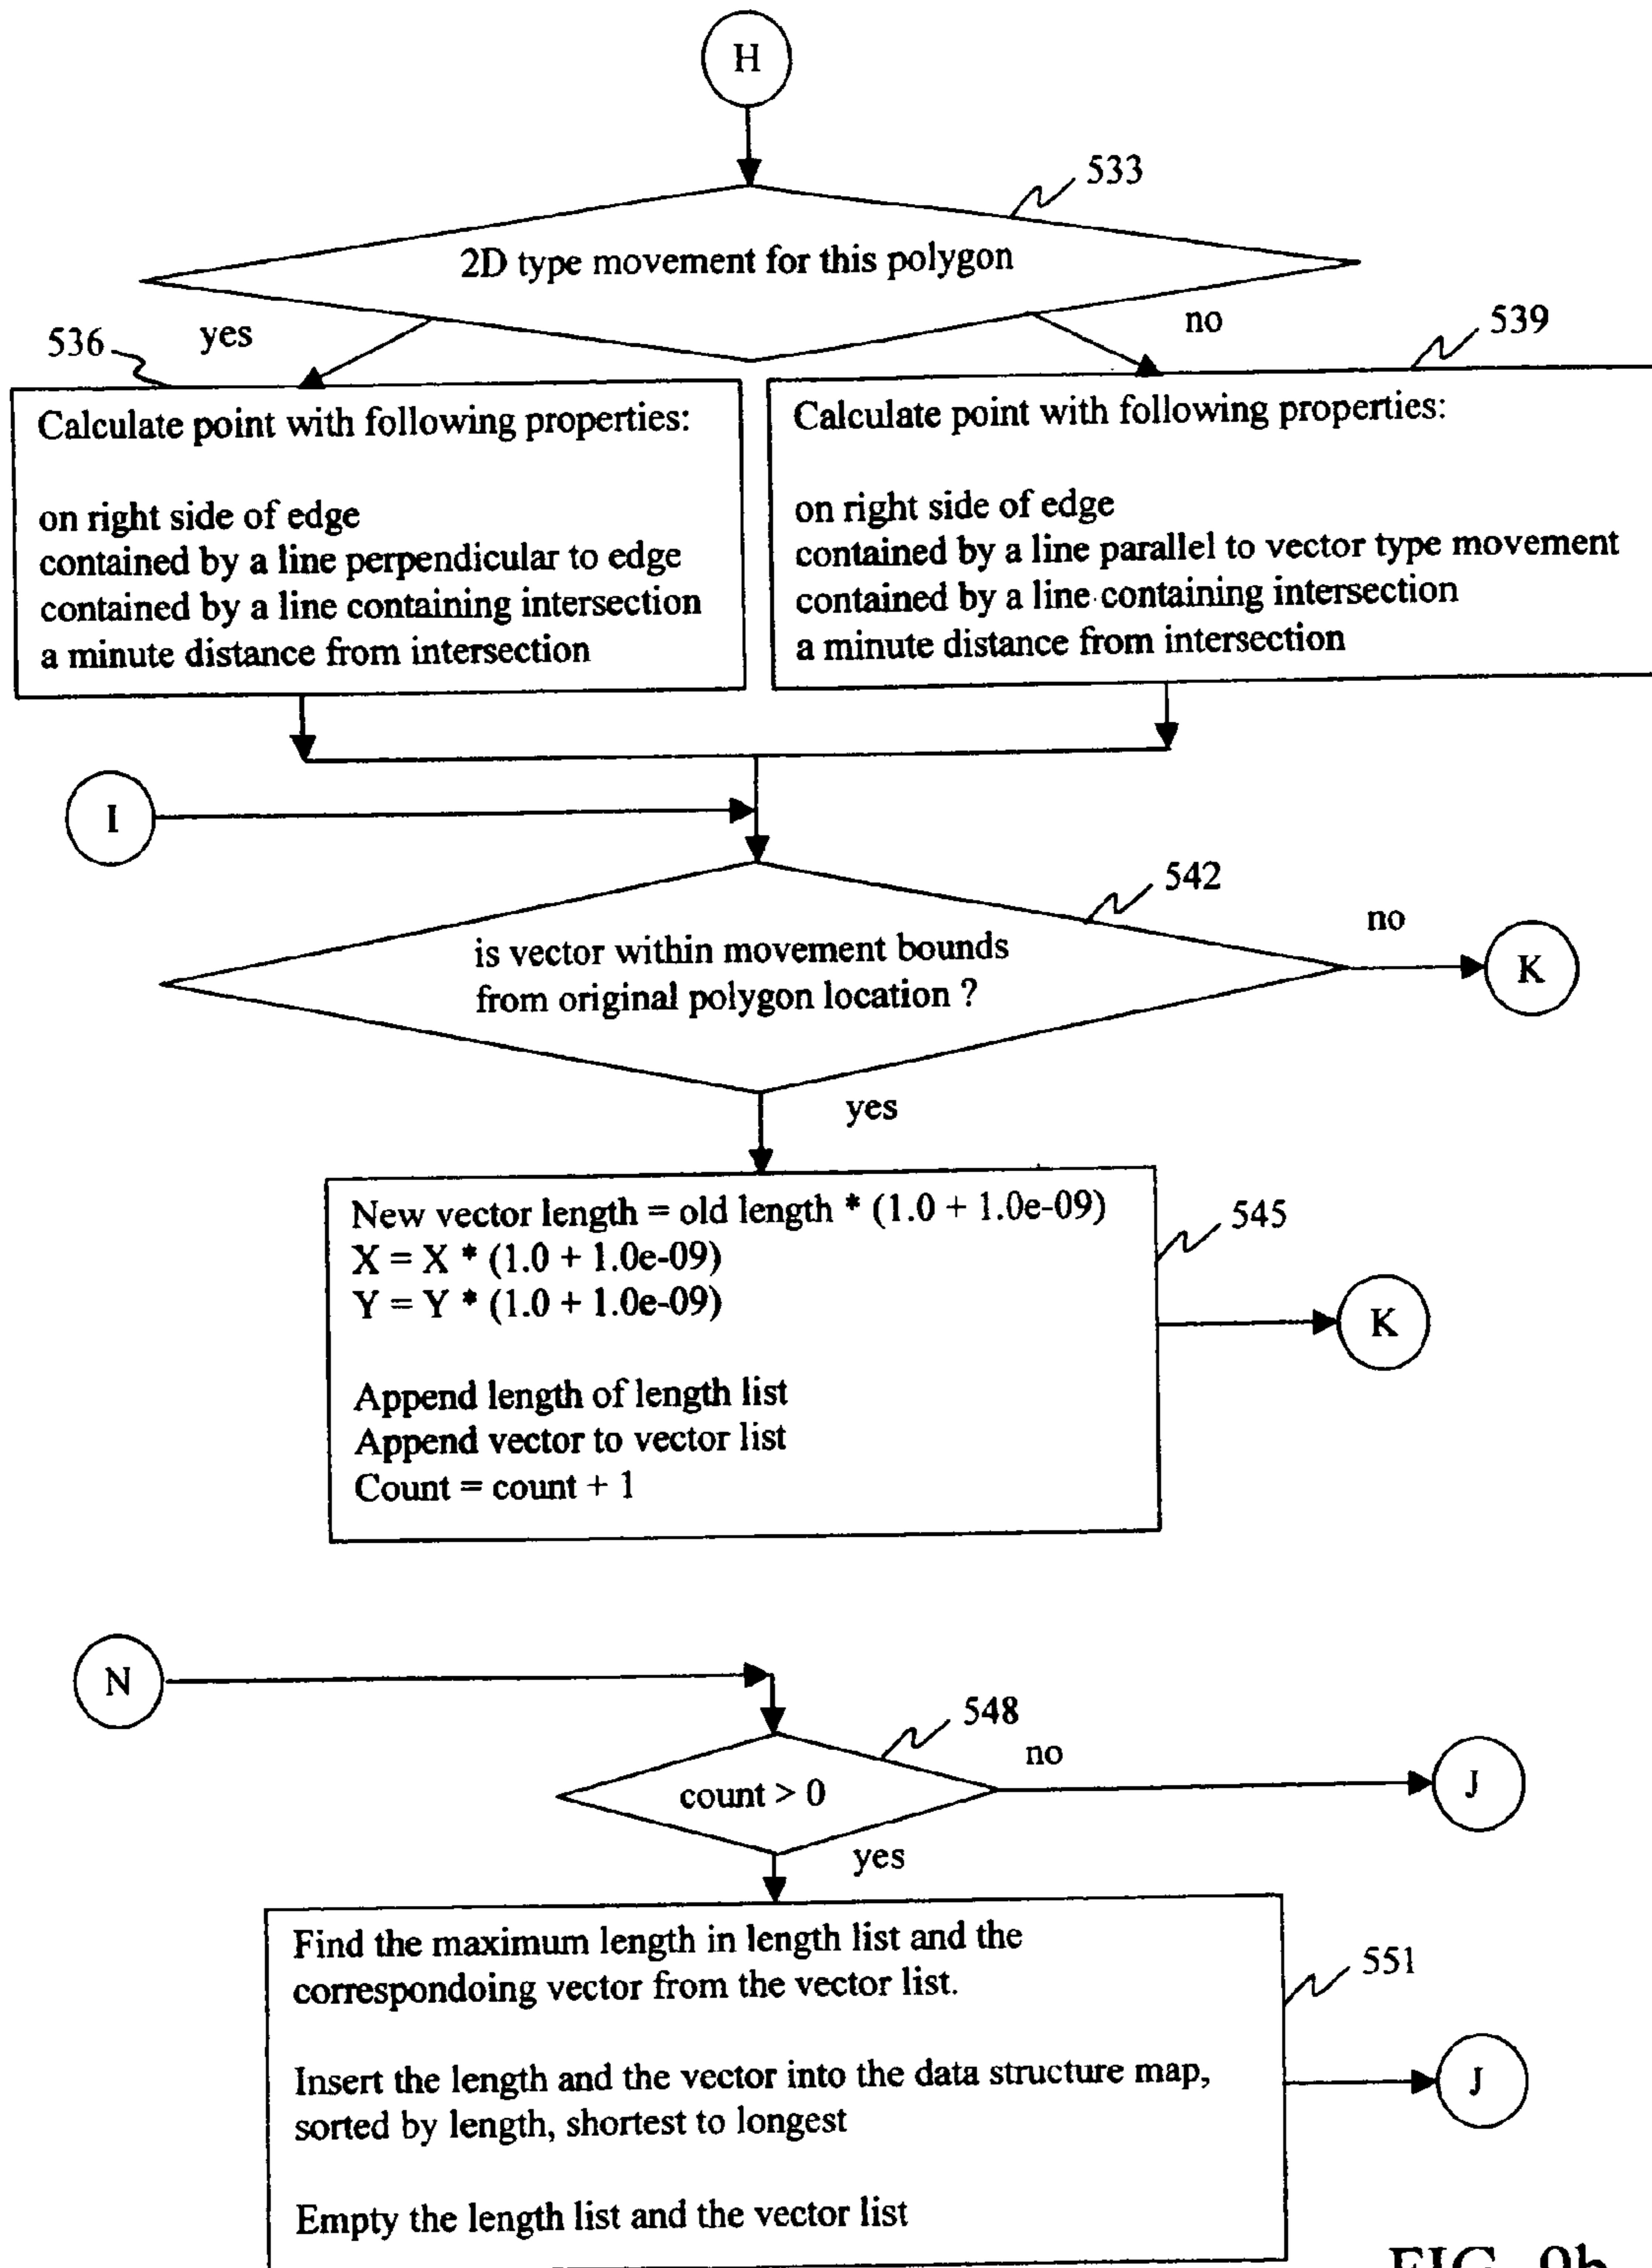 H
533
2D type movement for this polygon
536
yes
no
539
Calculate point with following properties:
on right side of edge
contained by a line perpendicular to edge
contained by a line containing intersection
a minute distance from intersection
Calculate point with following properties:
on right side of edge
contained by a line parallel to vector type movement
contained by a line containing intersection
a minute distance from intersection
I
542
is vector within movement bounds
from original polygon location ?
no
K
yes
New vector length = old length * (1.0 + 1.0e-09)
X = X * (1.0 + 1.0e-09)
Y = Y * (1.0 + 1.0e-09)
Append length of length list
Append vector to vector list
Count = count + 1
545
K
N
548
count > 0
no
J
yes
Find the maximum length in length list and the
correspondoing vector from the vector list.
Insert the length and the vector into the data structure map,
sorted by length, shortest to longest
Empty the length list and the vector list
551
J
FIG. 9b